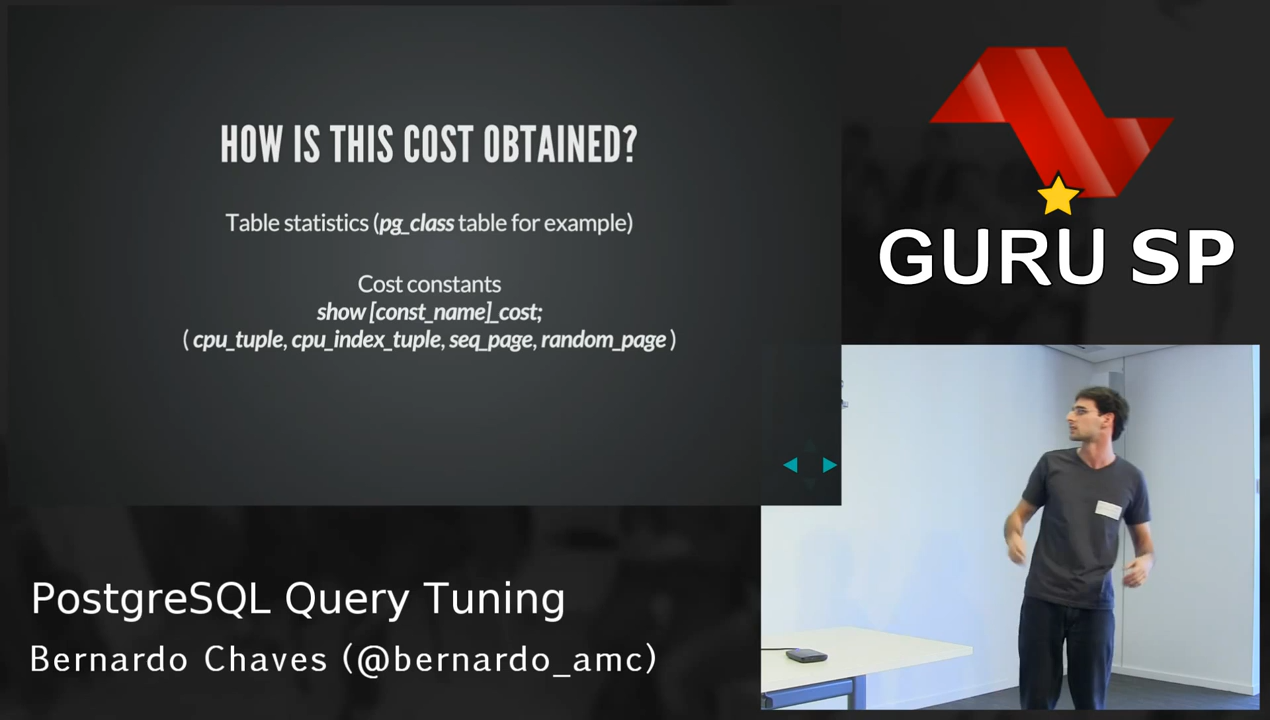 HOW IS THIS COST OBTAINED?
Table statistics (pg_class table for example)
Cost constants
show [const_name]_cost;
( cpu_tuple, cpu_index_tuple, seq_page, random_page )
GURU SP
PostgreSQL Query Tuning
Bernardo Chaves (@bernardo_amc)